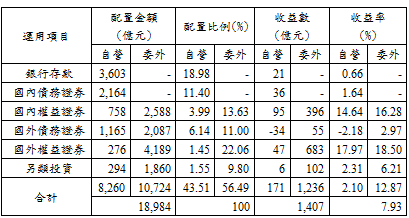 運用項目 配置金額(億元) 配置比例(%) 收益數(億元) 收益率(%)
自營 委外 自營 委外 自營 委外 自營 委外
銀行存款 3,603 - 18.98 - 21 - 0.66 -
國內債務證券 2,164 - 11.40 - 36 - 1.64 -
國內權益證券 758 2,588 3.99 13.63 95 396 14.64 16.28
國外債務證券 1,165 2,087 6.14 11.00 -34 55 -2.18 2.97
國外權益證券 276 4,189 1.45 22.06 47 683 17.97 18.50
另類投資 294 1,860 1.55 9.80 6 102 2.31 6.21
合計 8,260 10,724 43.51 56.49 171 1,236 2.10 12.87
18,984 100 1,407 7.93